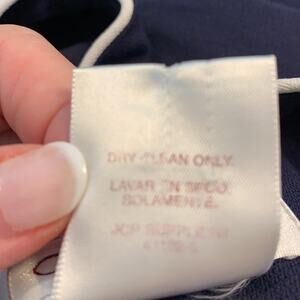 DRY CLEAN ONLY.
LAVAR EN SECO.
SOLAMENTE.
JCP SUPPLIER